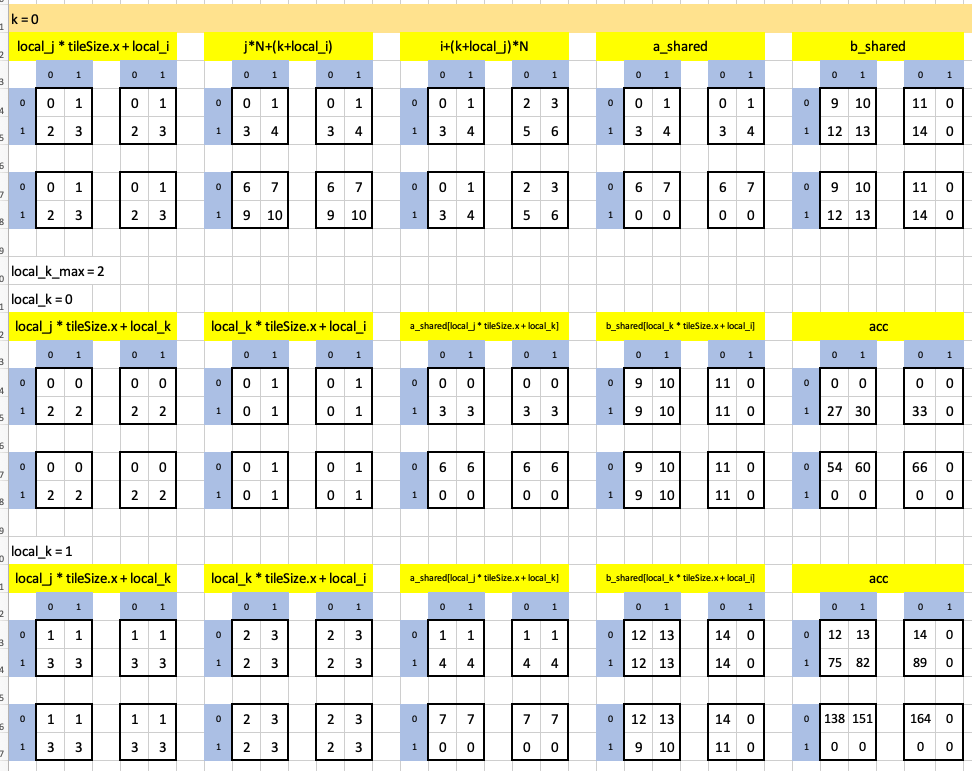 k = 0
local_j * tileSize.x + local_i j*N+(k+local_i) i+(k+local_j)*N a_shared b_shared
0 1 0 1 0 1 0 1 0 1 0 1 0 1 0 1 0 1 0 1
0 0 1 0 1 0 0 1 0 1 0 0 1 2 3 0 0 1 0 1 0 9 10 11 0
1 2 3 2 3 1 3 4 3 4 1 3 4 5 6 1 3 4 3 4 1 12 13 14 0
0 0 1 0 1 0 6 7 6 7 0 0 1 2 3 0 6 7 6 7 0 9 10 11 0
1 2 3 2 3 1 9 10 9 10 1 3 4 5 6 1 0 0 0 0 1 12 13 14 0
local_k_max = 2
local_k = 0
local_j * tileSize.x + local_k local_k * tileSize.x + local_i a_shared[local_j * tileSize.x + local_k] b_shared[local_k * tileSize.x + local_i] acc
0 1 0 1 0 1 0 1 0 1 0 1 0 1 0 1 0 1 0 1
0 0 0 0 0 0 0 1 0 1 0 0 0 0 0 0 9 10 11 0 0 0 0 0 0
1 2 2 2 2 1 0 1 0 1 1 3 3 3 3 1 9 10 11 0 1 27 30 33 0
0 0 0 0 0 0 0 1 0 1 0 6 6 6 6 0 9 10 11 0 0 54 60 66 0
1 2 2 2 2 1 0 1 0 1 1 0 0 0 0 1 9 10 11 0 1 0 0 0 0
local_k = 1
local_j * tileSize.x + local_k local_k * tileSize.x + local_i a_shared[local_j * tileSize.x + local_k] b_shared[local_k * tileSize.x + local_i] acc
0 1 0 1 0 1 0 1 0 1 0 1 0 1 0 1 0 1 0 1
0 1 1 1 1 0 2 3 2 3 0 1 1 1 1 0 12 13 14 0 0 12 13 14 0
1 3 3 3 3 1 2 3 2 3 1 4 4 4 4 1 12 13 14 0 1 75 82 89 0
0 1 1 1 1 0 2 3 2 3 0 7 7 7 7 0 12 13 14 0 0 138 151 164 0
1 3 3 3 3 1 2 3 2 3 1 0 0 0 0 1 9 10 11 0 1 0 0 0 0